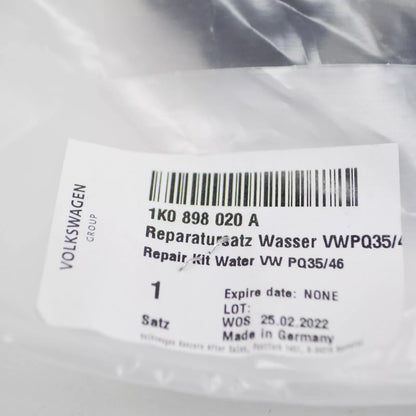 VOLKSWAGEN
GROUP
1K0 898 020 A
Reparatursatz Wasser VWPQ35/4
Repair Kit Water VW PQ35/46
1
Satz
Expire date: NONE
LOT:
WOS 25.02.2022
Made in Germany